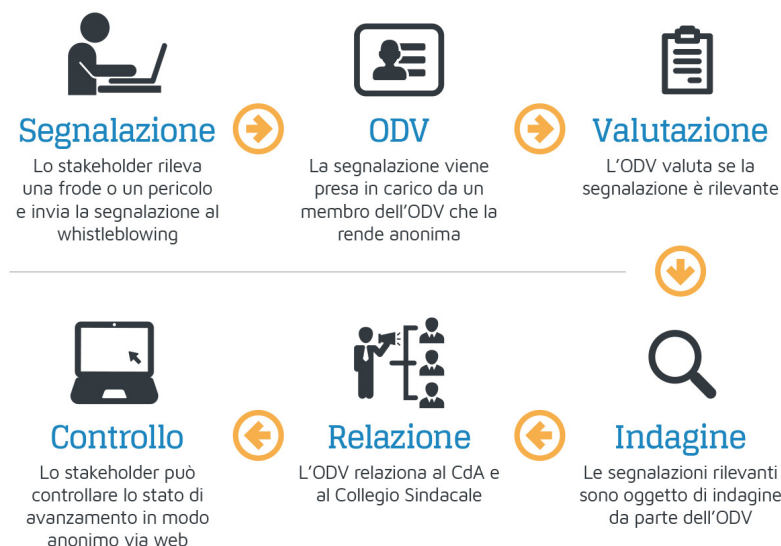 Segnalazione
Lo stakeholder rileva
una frode o un pericolo
e invia la segnalazione al
whistleblowing
ODV
La segnalazione viene
presa in carico da un
membro dell'ODV che la
rende anonima
Valutazione
L'ODV valuta se la
segnalazione è rilevante
Controllo
Lo stakeholder può
controllare lo stato di
avanzamento in modo
anonimo via web
Relazione
L'ODV relaziona al CdA e
al Collegio Sindacale
Indagine
Le segnalazioni rilevanti
sono oggetto di indagine
da parte dell'ODV